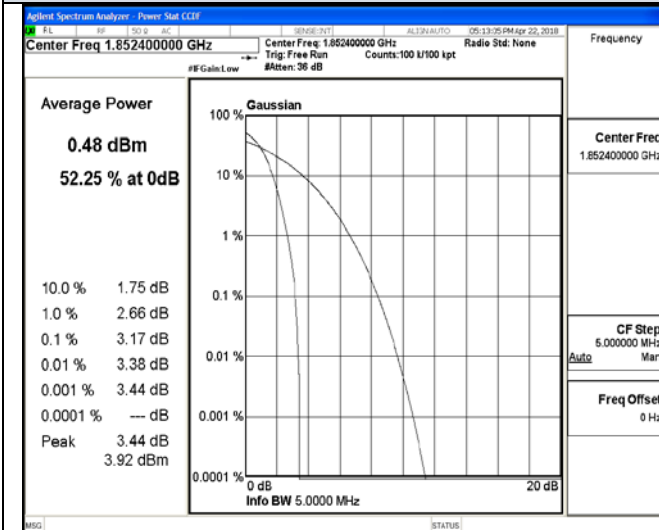 Agilent Spectrum Analyzer - Power Stat CCDF
RL RF 50 Ω AC SENSE:INT ALIGN AUTO 05:13:05 PM Apr 22, 2018
Center Freq 1.852400000 GHz
Center Freq: 1.852400000 GHz Radio Std: None
Trig: Free Run Counts:100 k/100 kpt
#IFGain:Low #Atten: 36 dB
Frequency
Average Power
0.48 dBm
52.25 % at 0dB
10.0 % 1.75 dB
1.0 % 2.66 dB
0.1 % 3.17 dB
0.01 % 3.38 dB
0.001 % 3.44 dB
0.0001 % --- dB
Peak 3.44 dB
3.92 dBm
Gaussian
100 %
10 %
1 %
0.1 %
0.01 %
0.001 %
0.0001 %
0 dB 20 dB
Info BW 5.0000 MHz
Center Freq
1.852400000 GHz
CF Step
5.000000 MHz
Auto Man
Freq Offset
0 Hz
MSG STATUS